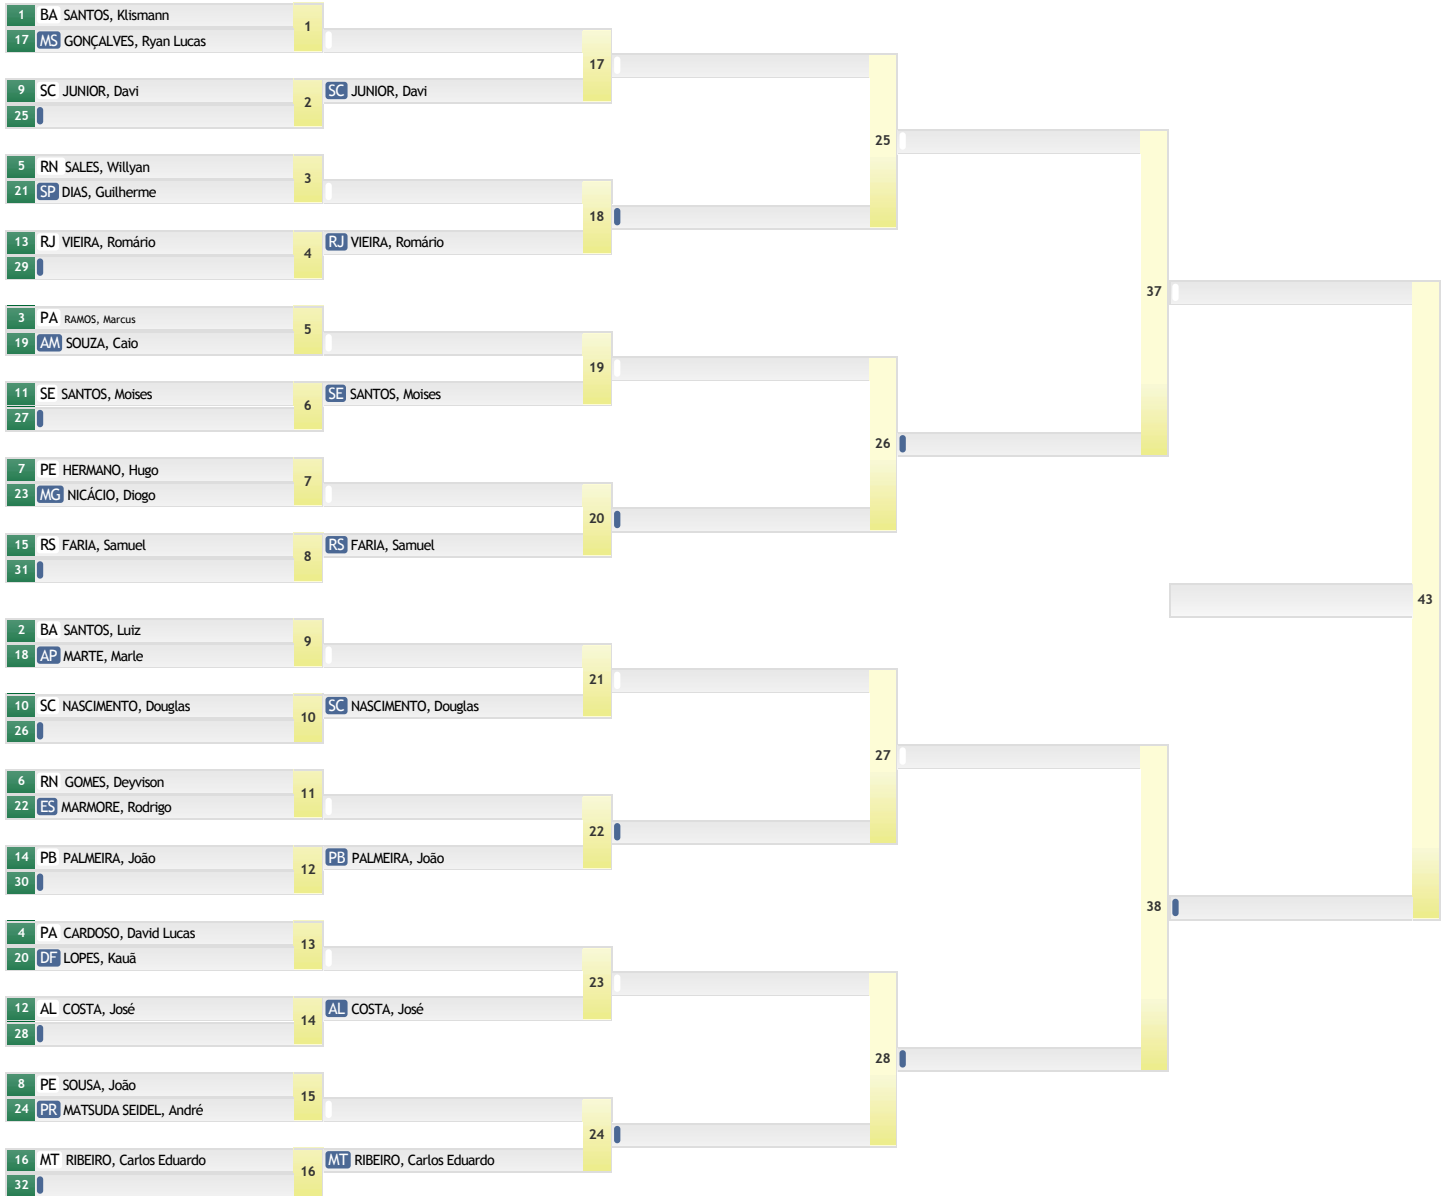 1 BA SANTOS, Klismann
1
17 MS GONÇALVES, Ryan Lucas
17
9 SC JUNIOR, Davi
2
SC JUNIOR, Davi
25
25
5 RN SALES, Willyan
3
21 SP DIAS, Guilherme
18
13 RJ VIEIRA, Romário
4
RJ VIEIRA, Romário
29
37
3 PA RAMOS, Marcus
5
19 AM SOUZA, Caio
19
11 SE SANTOS, Moises
6
SE SANTOS, Moises
27
26
7 PE HERMANO, Hugo
7
23 MG NICÁCIO, Diogo
20
15 RS FARIA, Samuel
8
RS FARIA, Samuel
31
43
2 BA SANTOS, Luiz
9
18 AP MARTE, Marle
21
10 SC NASCIMENTO, Douglas
10
SC NASCIMENTO, Douglas
26
27
6 RN GOMES, Deyvison
11
22 ES MARMORE, Rodrigo
22
14 PB PALMEIRA, João
12
PB PALMEIRA, João
30
38
4 PA CARDOSO, David Lucas
13
20 DF LOPES, Kauã
23
12 AL COSTA, José
14
AL COSTA, José
28
28
8 PE SOUSA, João
15
24 PR MATSUDA SEIDEL, André
24
16 MT RIBEIRO, Carlos Eduardo
16
MT RIBEIRO, Carlos Eduardo
32